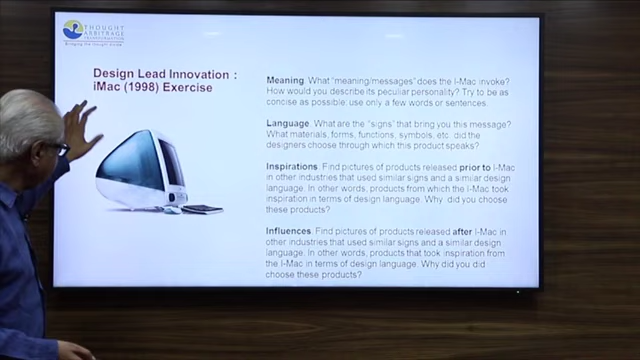 THOUGHT
ARBITRAGE
Bridging the thought divide
Design Lead Innovation :
iMac (1998) Exercise
Meaning. What “meaning/messages” does the I-Mac invoke?
How would you describe its peculiar personality? Try to be as
concise as possible: use only a few words or sentences.
Language. What are the “signs” that bring you this message?
What materials, forms, functions, symbols, etc. did the
designers choose through which this product speaks?
Inspirations. Find pictures of products released prior to I-Mac
in other industries that used similar signs and a similar design
language. In other words, products from which the I-Mac took
inspiration in terms of design language. Why did you choose
these products?
Influences. Find pictures of products released after I-Mac in
other industries that used similar signs and a similar design
language. In other words, products that took inspiration from
the I-Mac in terms of design language. Why did you did you
choose these products?